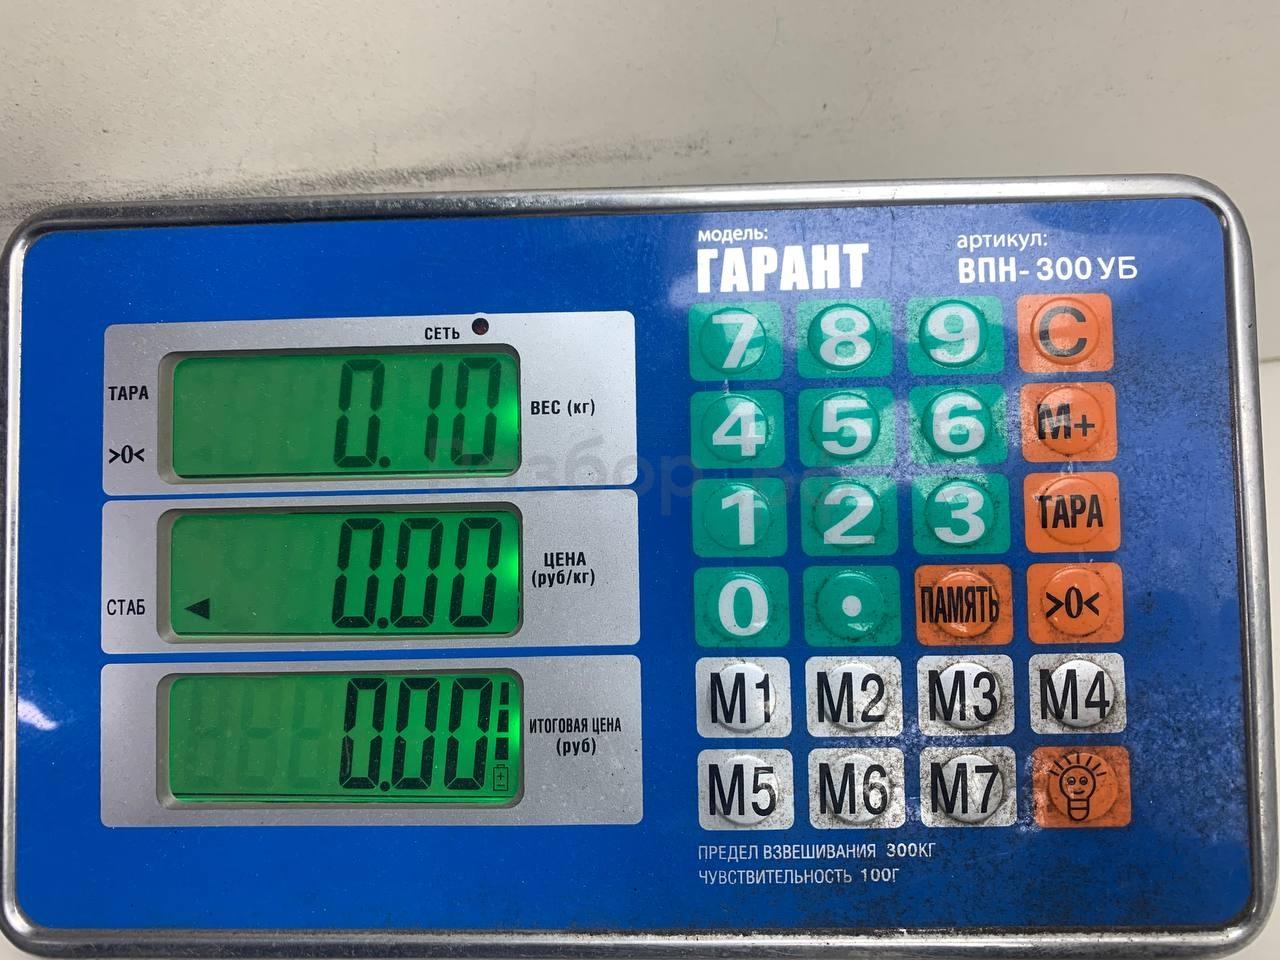 модель:
ГАРАНТ
артикул:
ВПН-300УБ
СЕТЬ
ТАРА
0.10
ВЕС (кг)
>0<
ЦЕНА
(руб/кг)
0.00
СТАБ
0.00
ИТОГОВАЯ ЦЕНА
(руб)
7 8 9 C
4 5 6 M+
1 2 3 ТАРА
0 . ПАМЯТЬ >0<
M1 M2 M3 M4
M5 M6 M7
ПРЕДЕЛ ВЗВЕШИВАНИЯ 300КГ
ЧУВСТВИТЕЛЬНОСТЬ 100Г